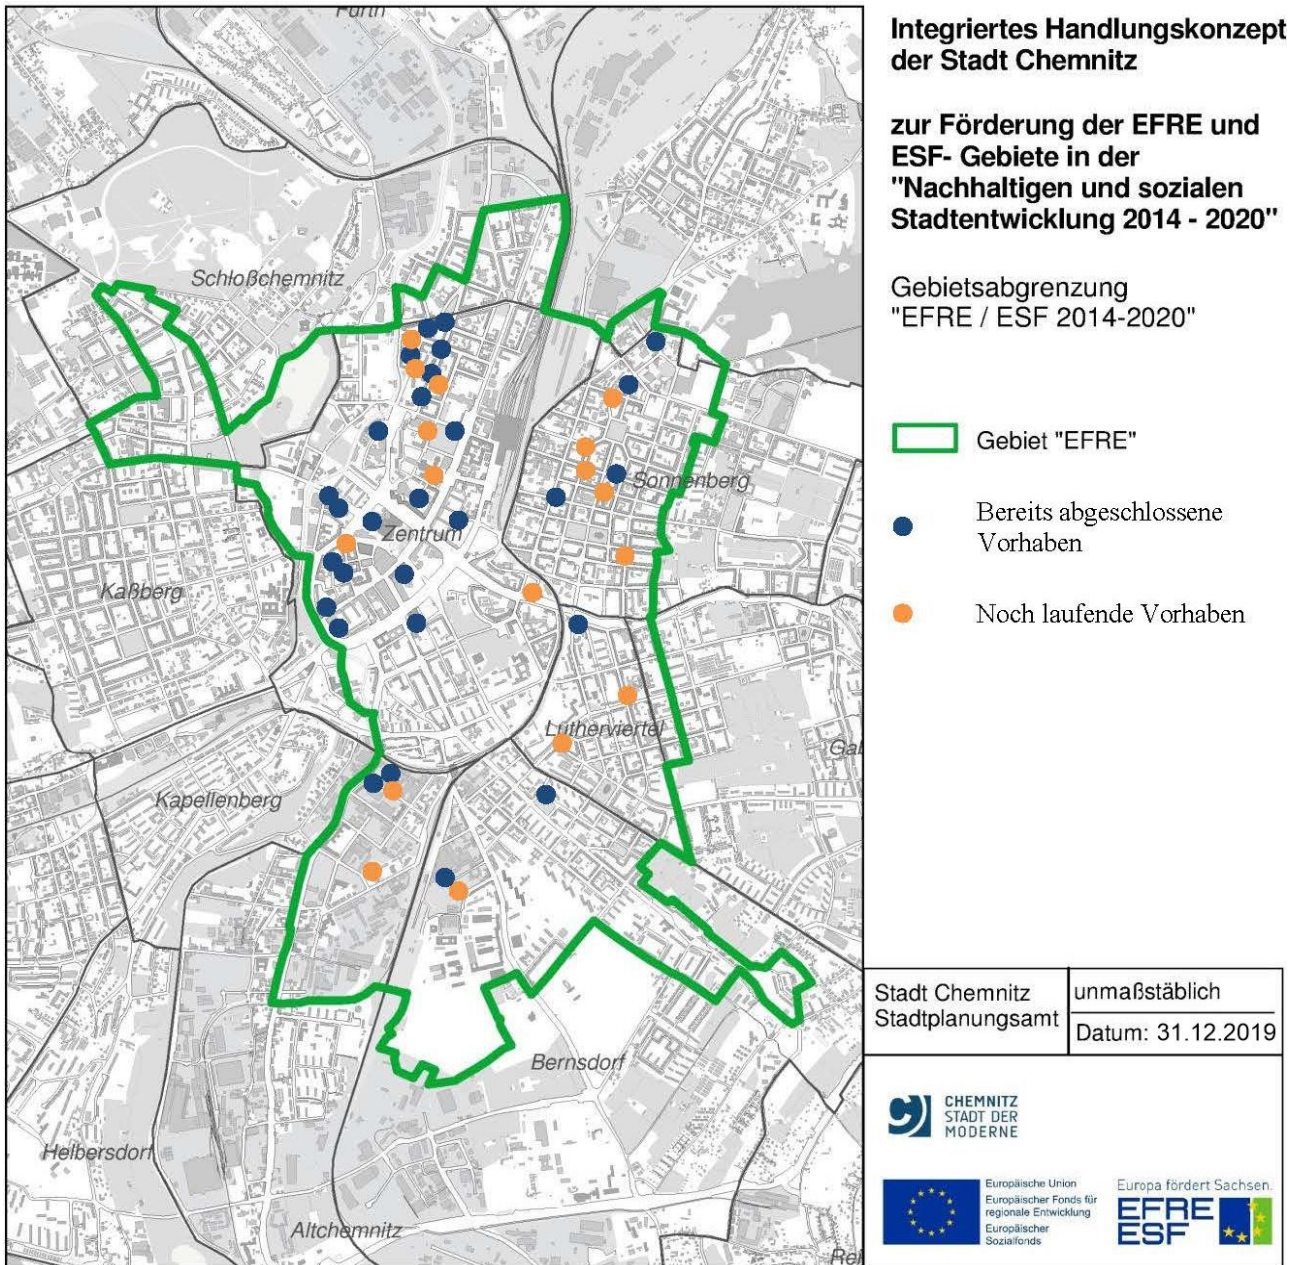 Furth
Schloßchemnitz
Sonnenberg
Zentrum
Kaßberg
Lutherviertel
Kapellenberg
Bernsdorf
Helbersdorf
Altchemnitz
Integriertes Handlungskonzept
der Stadt Chemnitz
zur Förderung der EFRE und
ESF- Gebiete in der
"Nachhaltigen und sozialen
Stadtentwicklung 2014 - 2020"
Gebietsabgrenzung
"EFRE / ESF 2014-2020"
Gebiet "EFRE"
Bereits abgeschlossene
Vorhaben
Noch laufende Vorhaben
Stadt Chemnitz
Stadtplanungsamt
unmaßstäblich
Datum: 31.12.2019
CHEMNITZ
STADT DER
MODERNE
Europäische Union
Europäischer Fonds für
regionale Entwicklung
Europäischer
Sozialfonds
Europa fördert Sachsen.
EFRE
ESF